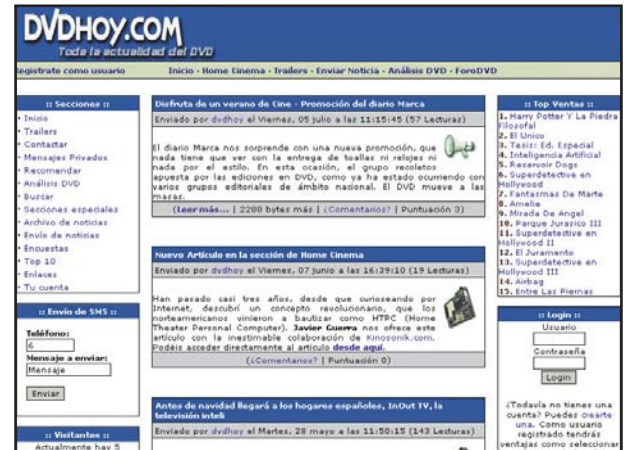 DVDHOY.COM
Toda la actualidad del DVD
Registrate como usuario
Inicio · Home Cinema · Trailers · Enviar Noticia · Análisis DVD · ForoDVD
:: Secciones ::
· Inicio
· Trailers
· Contactar
· Mensajes Privados
· Recomendar
· Análisis DVD
· Buscar
· Secciones especiales
· Archivo de noticias
· Envío de noticias
· Encuestas
· Top 10
· Enlaces
· Tu cuenta
:: Envío de SMS ::
Teléfono:
6
Mensaje a enviar:
Mensaje
Enviar
:: Visitantes ::
Actualmente hay 5
Disfruta de un verano de Cine - Promoción del diario Marca
Enviado por dvdhoy el Viernes, 05 julio a las 11:15:45 (57 Lecturas)
El diario Marca nos sorprende con una nueva promoción, que
nada tiene que ver con la entrega de toallas ni relojes ni
nada por el estilo. En esta ocasión, el grupo recoletos
apuesta por las ediciones en DVD, como ya ha estado ocurriendo con
varios grupos editoriales de ámbito nacional. El DVD mueve a las
masas.
(Leer más... | 2288 bytes más | ¿Comentarios? | Puntuación 3)
Nuevo Artículo en la sección de Home Cinema
Enviado por dvdhoy el Viernes, 07 junio a las 16:39:10 (19 Lecturas)
Han pasado casi tres años, desde que curioseando por
Internet, descubrí un concepto revolucionario, que los
norteamericanos vinieron a bautizar como HTPC (Home
Theater Personal Computer). Javier Guerra nos ofrece este
artículo con la inestimable colaboración de Kinosonik.com.
Podéis acceder directamente al artículo desde aquí.
(¿Comentarios? | Puntuación 0)
Antes de navidad llegará a los hogares españoles, InOut TV, la
televisión inteli
Enviado por dvdhoy el Martes, 28 mayo a las 11:50:15 (143 Lecturas)
:: Top Ventas ::
1. Harry Potter Y La Piedra
Filosofal
2. El Unico
3. Tesis: Ed. Especial
4. Inteligencia Artificial
5. Reservoir Dogs
6. Superdetective en
Hollywood
7. Fantasmas De Marte
8. Amelie
9. Mirada De Angel
10. Parque Jurasico III
11. Superdetective en
Hollywood II
12. El Juramento
13. Superdetective en
Hollywood III
14. Airbag
15. Entre Las Piernas
:: Login ::
Usuario
Contraseña
Login
¿Todavía no tienes una
cuenta? Puedes crearte
una. Como usuario
registrado tendrás
ventajas como seleccionar